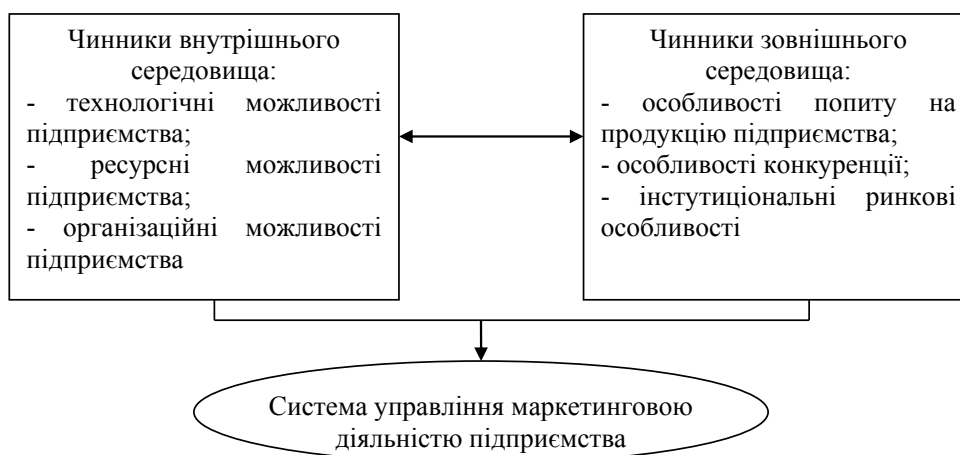 Чинники внутрішнього
середовища:
- технологічні можливості
підприємства;
- ресурсні можливості
підприємства;
- організаційні можливості
підприємства
Чинники зовнішнього
середовища:
- особливості попиту на
продукцію підприємства;
- особливості конкуренції;
- інстутиціональні ринкові
особливості
Система управління маркетинговою
діяльністю підприємства